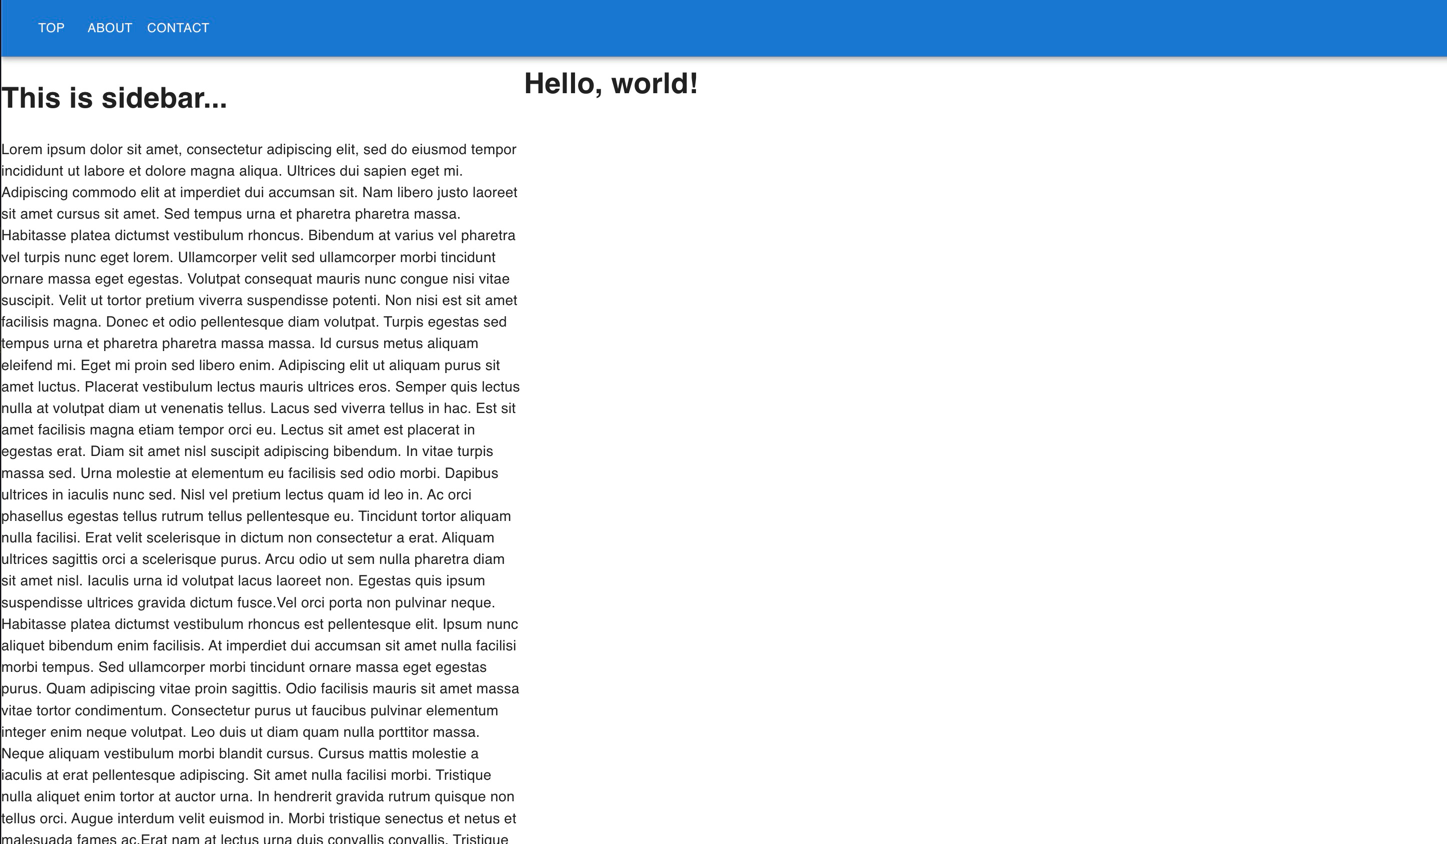 TOP ABOUT CONTACT
This is sidebar...
Lorem ipsum dolor sit amet, consectetur adipiscing elit, sed do eiusmod tempor
incididunt ut labore et dolore magna aliqua. Ultrices dui sapien eget mi.
Adipiscing commodo elit at imperdiet dui accumsan sit. Nam libero justo laoreet
sit amet cursus sit amet. Sed tempus urna et pharetra pharetra massa.
Habitasse platea dictumst vestibulum rhoncus. Bibendum at varius vel pharetra
vel turpis nunc eget lorem. Ullamcorper velit sed ullamcorper morbi tincidunt
ornare massa eget egestas. Volutpat consequat mauris nunc congue nisi vitae
suscipit. Velit ut tortor pretium viverra suspendisse potenti. Non nisi est sit amet
facilisis magna. Donec et odio pellentesque diam volutpat. Turpis egestas sed
tempus urna et pharetra pharetra massa massa. Id cursus metus aliquam
eleifend mi. Eget mi proin sed libero enim. Adipiscing elit ut aliquam purus sit
amet luctus. Placerat vestibulum lectus mauris ultrices eros. Semper quis lectus
nulla at volutpat diam ut venenatis tellus. Lacus sed viverra tellus in hac. Est sit
amet facilisis magna etiam tempor orci eu. Lectus sit amet est placerat in
egestas erat. Diam sit amet nisl suscipit adipiscing bibendum. In vitae turpis
massa sed. Urna molestie at elementum eu facilisis sed odio morbi. Dapibus
ultrices in iaculis nunc sed. Nisl vel pretium lectus quam id leo in. Ac orci
phasellus egestas tellus rutrum tellus pellentesque eu. Tincidunt tortor aliquam
nulla facilisi. Erat velit scelerisque in dictum non consectetur a erat. Aliquam
ultrices sagittis orci a scelerisque purus. Arcu odio ut sem nulla pharetra diam
sit amet nisl. Iaculis urna id volutpat lacus laoreet non. Egestas quis ipsum
suspendisse ultrices gravida dictum fusce.Vel orci porta non pulvinar neque.
Habitasse platea dictumst vestibulum rhoncus est pellentesque elit. Ipsum nunc
aliquet bibendum enim facilisis. At imperdiet dui accumsan sit amet nulla facilisi
morbi tempus. Sed ullamcorper morbi tincidunt ornare massa eget egestas
purus. Quam adipiscing vitae proin sagittis. Odio facilisis mauris sit amet massa
vitae tortor condimentum. Consectetur purus ut faucibus pulvinar elementum
integer enim neque volutpat. Leo duis ut diam quam nulla porttitor massa.
Neque aliquam vestibulum morbi blandit cursus. Cursus mattis molestie a
iaculis at erat pellentesque adipiscing. Sit amet nulla facilisi morbi. Tristique
nulla aliquet enim tortor at auctor urna. In hendrerit gravida rutrum quisque non
tellus orci. Augue interdum velit euismod in. Morbi tristique senectus et netus et
malesuada fames ac.Erat nam at lectus urna duis convallis convallis. Tristique
Hello, world!